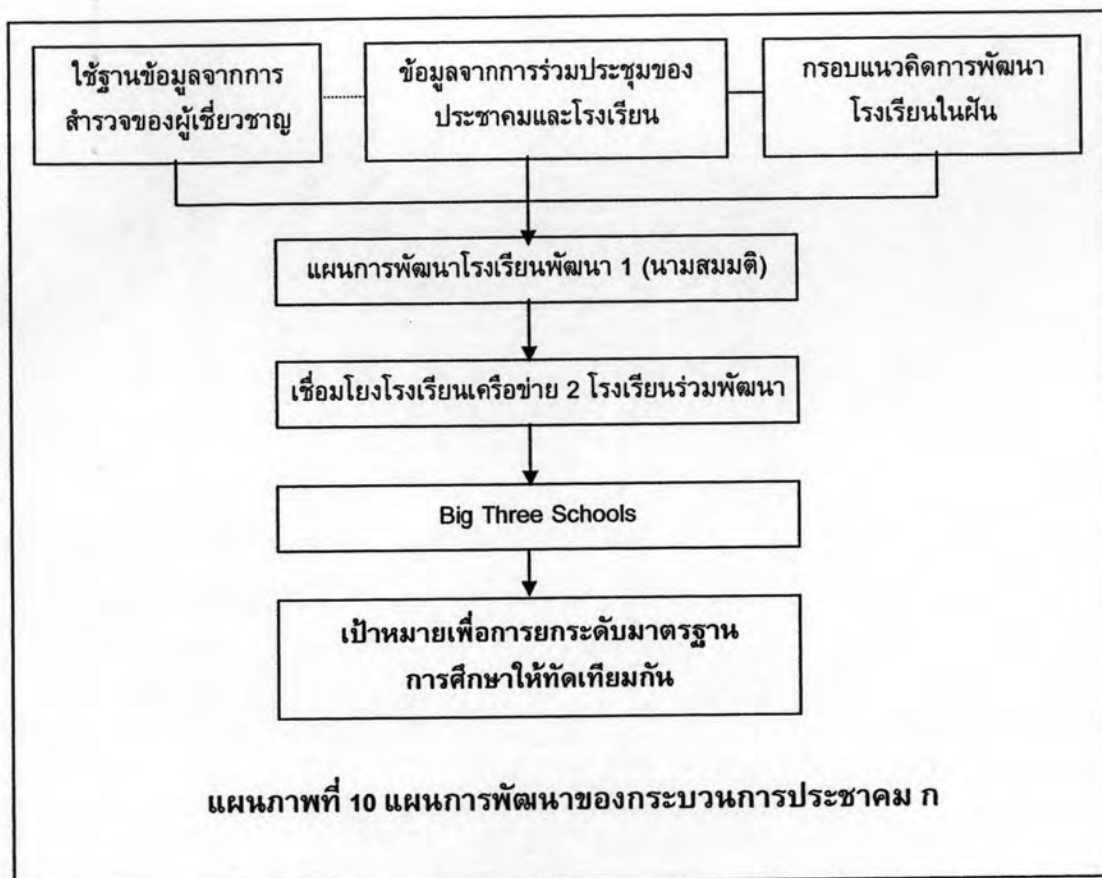 ใช้ฐานข้อมูลจากการ
สำรวจของผู้เชี่ยวชาญ
ข้อมูลจากการร่วมประชุมของ
ประชาคมและโรงเรียน
กรอบแนวคิดการพัฒนา
โรงเรียนในฝัน
แผนการพัฒนาโรงเรียนพัฒนา 1 (นามสมมติ)
เชื่อมโยงโรงเรียนเครือข่าย 2 โรงเรียนร่วมพัฒนา
Big Three Schools
เป้าหมายเพื่อการยกระดับมาตรฐาน
การศึกษาให้ทัดเทียมกัน
แผนภาพที่ 10 แผนการพัฒนาของกระบวนการประชาคม ก